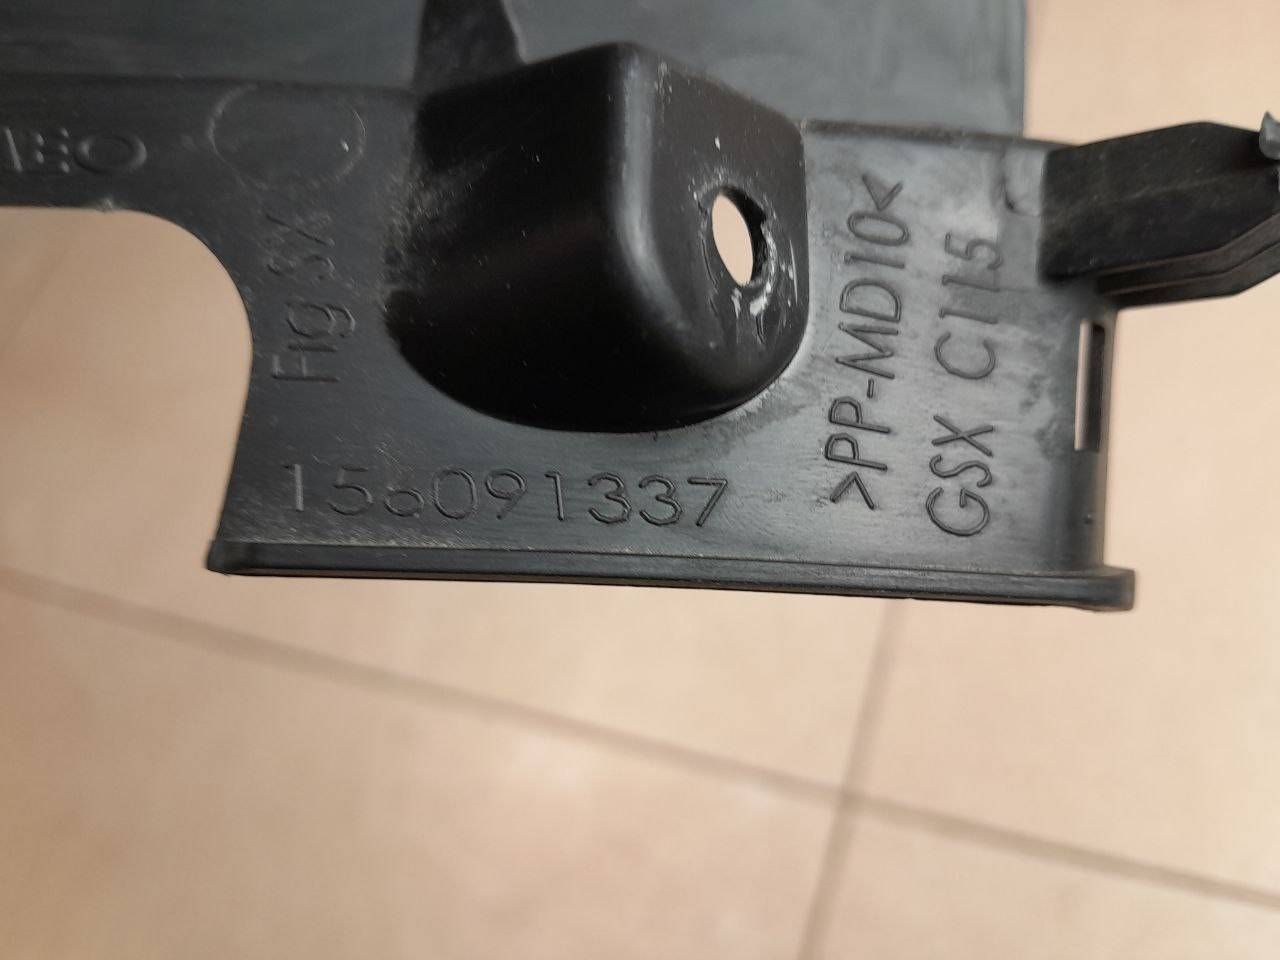 Fig SX
156091337
>PP-MD10<
GSX C115